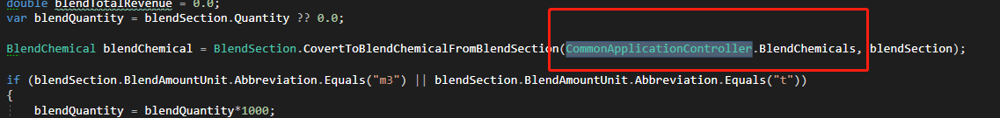 double blendTotalRevenue = 0.0;
var blendQuantity = blendSection.Quantity ?? 0.0;
BlendChemical blendChemical = BlendSection.CovertToBlendChemicalFromBlendSection(CommonApplicationController.BlendChemicals, blendSection);
if (blendSection.BlendAmountUnit.Abbreviation.Equals("m3") || blendSection.BlendAmountUnit.Abbreviation.Equals("t"))
{
blendQuantity = blendQuantity*1000;